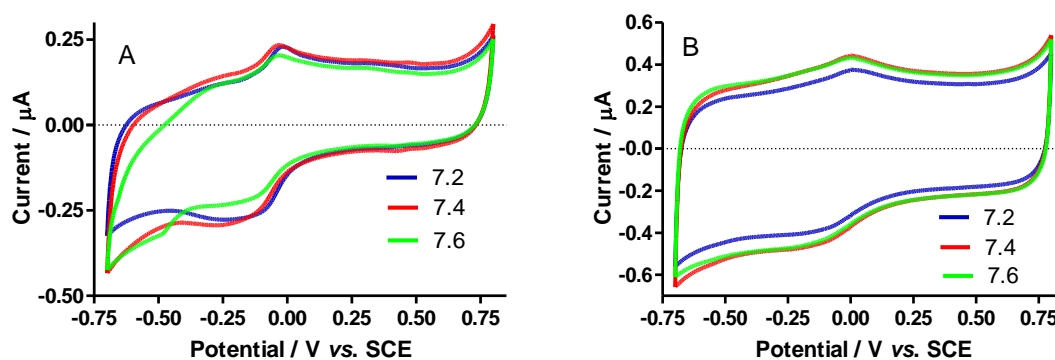 A
0.25
0.00
-0.25
-0.50
Current / µA
-0.75 -0.50 -0.25 0.00 0.25 0.50 0.75
Potential / V vs. SCE
7.2
7.4
7.6
B
0.6
0.4
0.2
-0.0
-0.2
-0.4
-0.6
Current / µA
-0.75 -0.50 -0.25 0.00 0.25 0.50 0.75
Potential / V vs. SCE
7.2
7.4
7.6